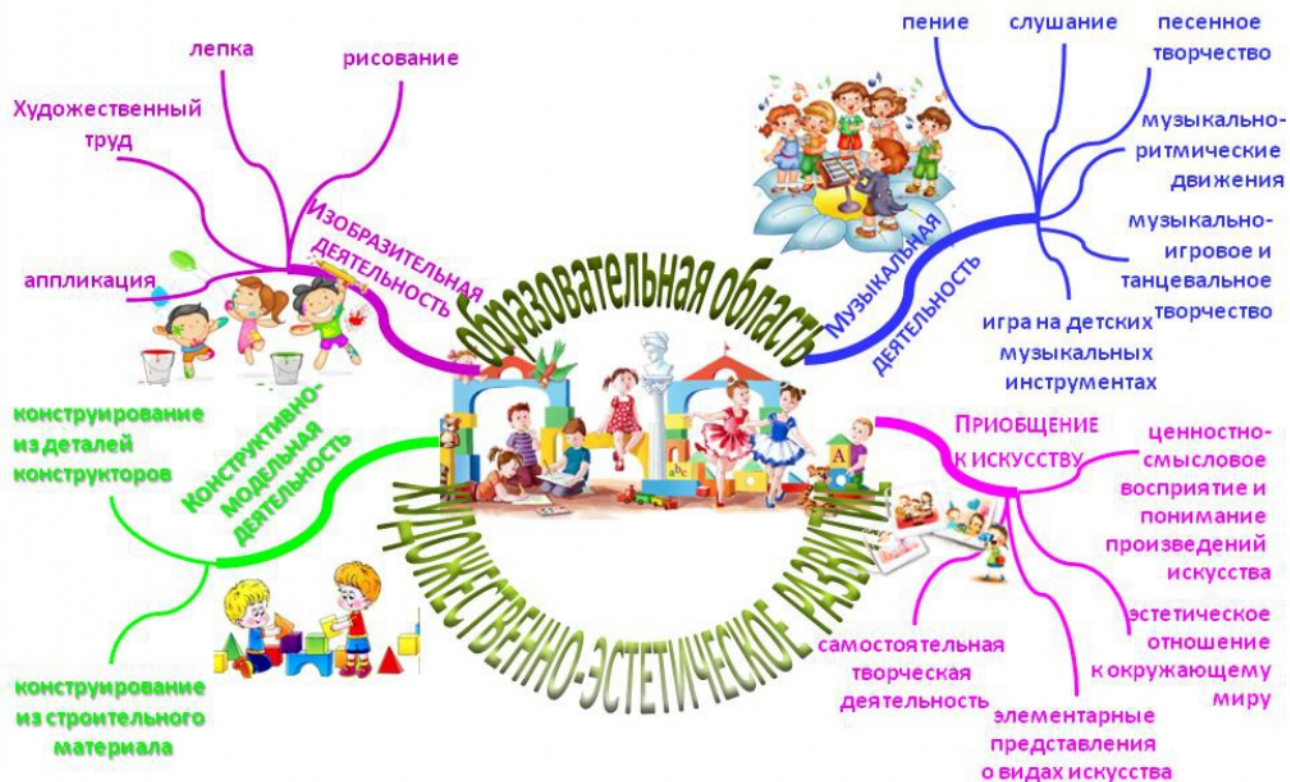 образовательная область
ХУДОЖЕСТВЕННО-ЭСТЕТИЧЕСКОЕ РАЗВИТИЕ
ИЗОБРАЗИТЕЛЬНАЯ
ДЕЯТЕЛЬНОСТЬ
рисование
лепка
Художественный
труд
аппликация
МУЗЫКАЛЬНАЯ
ДЕЯТЕЛЬНОСТЬ
пение
слушание
песенное
творчество
музыкально-
ритмические
движения
музыкально-
игровое и
танцевальное
творчество
игра на детских
музыкальных
инструментах
КОНСТРУКТИВНО-
МОДЕЛЬНАЯ
ДЕЯТЕЛЬНОСТЬ
конструирование
из деталей
конструкторов
конструирование
из строительного
материала
ПРИОБЩЕНИЕ
К ИСКУССТВУ
ценностно-
смысловое
восприятие и
понимание
произведений
искусства
эстетическое
отношение
к окружающему
миру
элементарные
представления
о видах искусства
самостоятельная
творческая
деятельность
abc
A